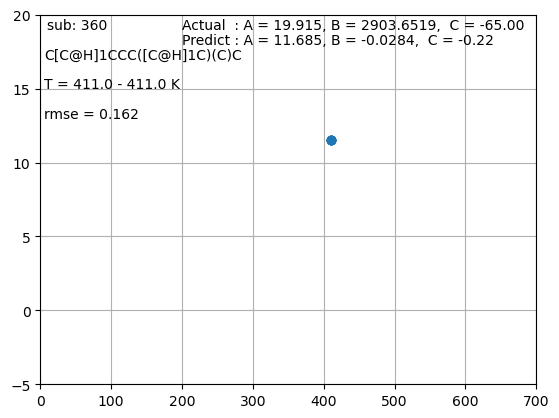 sub: 360
Actual  : A = 19.915, B = 2903.6519,  C = -65.00
Predict : A = 11.685, B = -0.0284,  C = -0.22
C[C@H]1CCC([C@H]1C)(C)C
T = 411.0 - 411.0 K
rmse = 0.162
20
15
10
5
0
−5
0 100 200 300 400 500 600 700